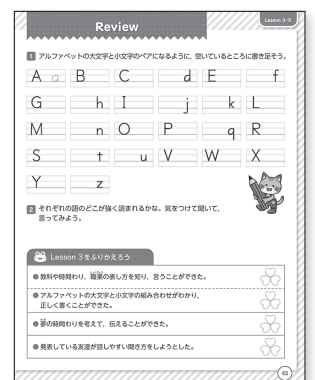 Review
Lesson 3-5
1 アルファベットの大文字と小文字のペアになるように，空いているところに書き足そう。
A a B C d E f
G h I j k L
M n O P q R
S t u V W X
Y z
2 それぞれの語のどこが強く読まれるかな。気をつけて聞いて，
言ってみよう。
Lesson 3をふりかえろう
●教科や時間わり，職業の表し方を知り，言うことができた。
●アルファベットの大文字と小文字の組み合わせがわかり，
正しく書くことができた。
●夢の時間わりを考えて，伝えることができた。
●発表している友達が話しやすい聞き方をしようとした。
43